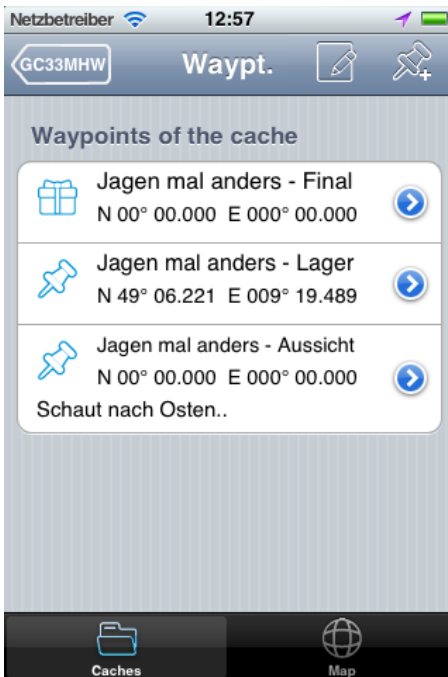 Netzbetreiber 12:57
GC33MHW Waypt.
Waypoints of the cache
Jagen mal anders - Final
N 00° 00.000 E 000° 00.000
Jagen mal anders - Lager
N 49° 06.221 E 009° 19.489
Jagen mal anders - Aussicht
N 00° 00.000 E 000° 00.000
Schaut nach Osten..
Caches Map